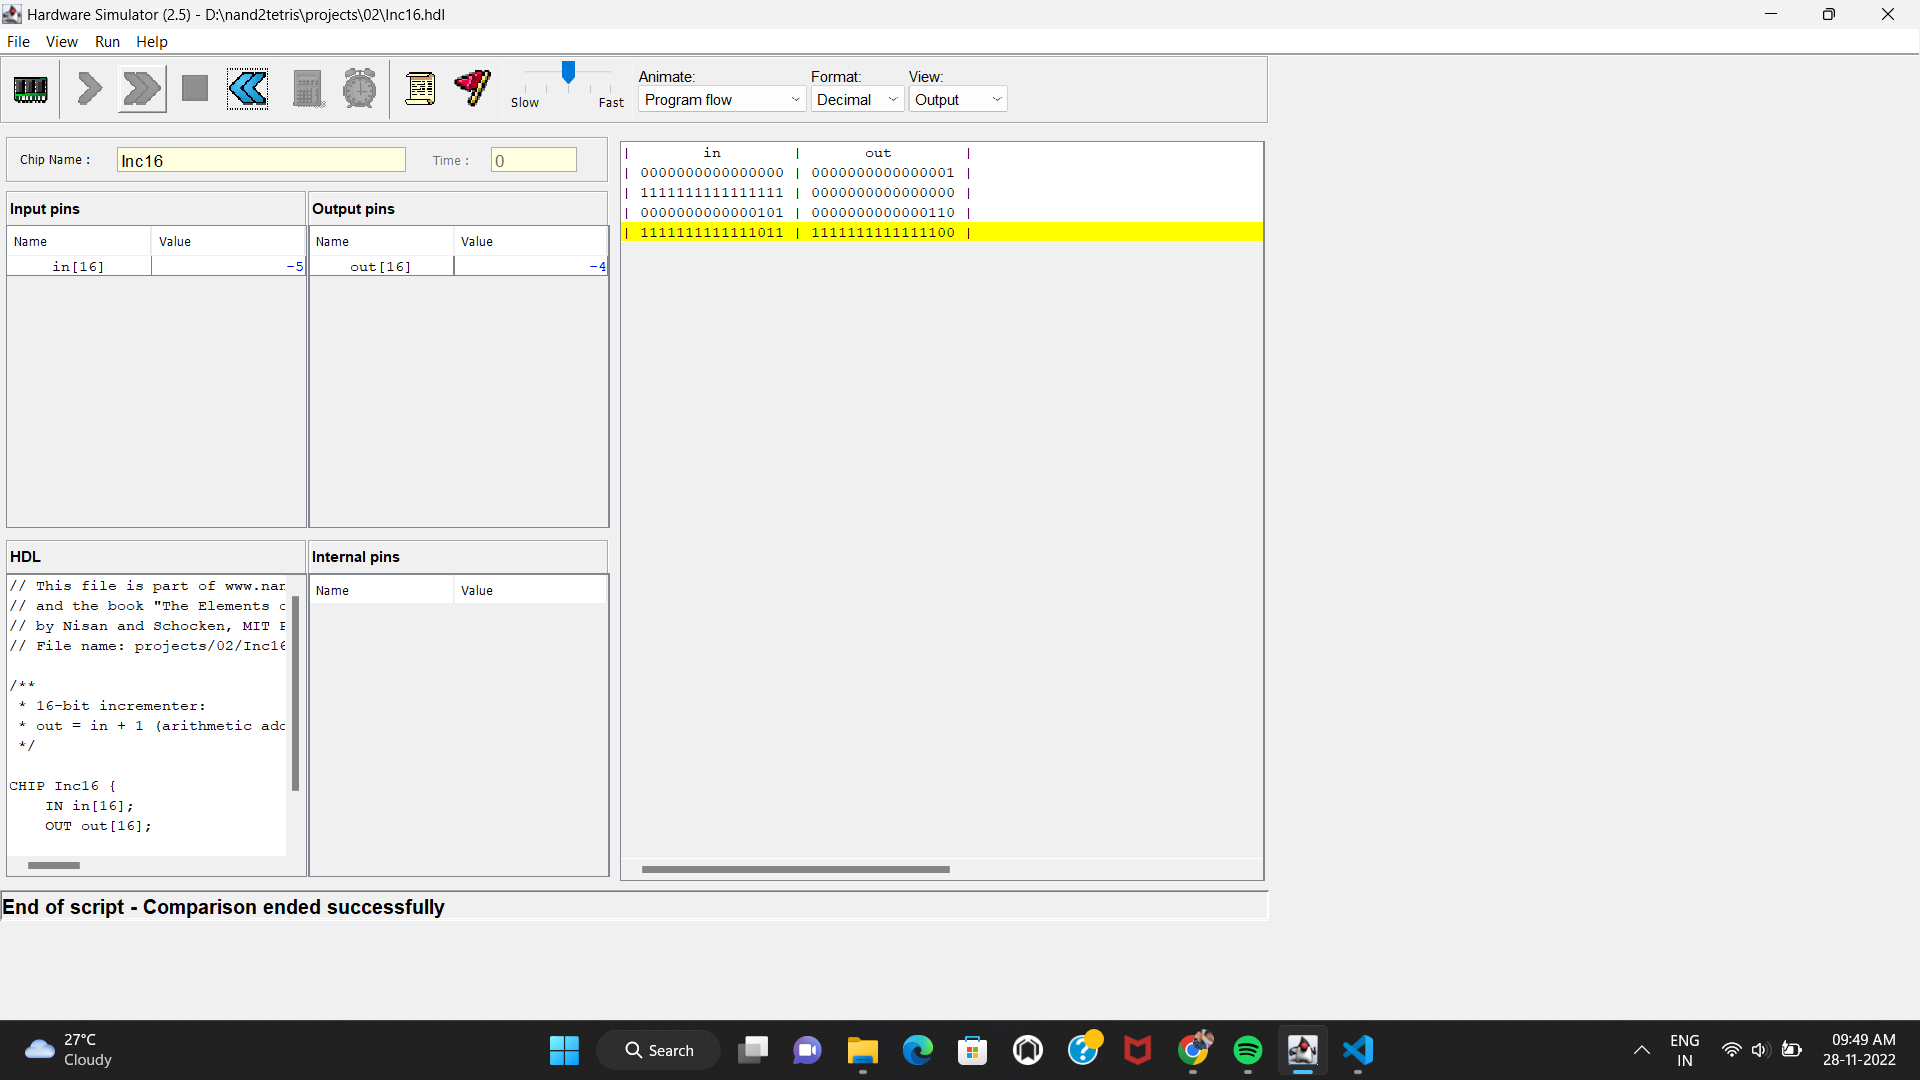 Hardware Simulator (2.5) - D:\nand2tetris\projects\02\Inc16.hdl
File View Run Help
Slow Fast
Animate: Format: View:
Program flow Decimal Output
Chip Name : Inc16 Time : 0
Input pins
Name Value
in[16] -5
Output pins
Name Value
out[16] -4
HDL
// This file is part of www.nan
// and the book "The Elements o
// by Nisan and Schocken, MIT P
// File name: projects/02/Inc16
/**
* 16-bit incrementer:
* out = in + 1 (arithmetic add
*/
CHIP Inc16 {
IN in[16];
OUT out[16];
Internal pins
Name Value
| in | out |
| 0000000000000000 | 0000000000000001 |
| 1111111111111111 | 0000000000000000 |
| 0000000000000101 | 0000000000000110 |
| 1111111111111011 | 1111111111111100 |
End of script - Comparison ended successfully
27°C
Cloudy
Search
ENG
IN
09:49 AM
28-11-2022